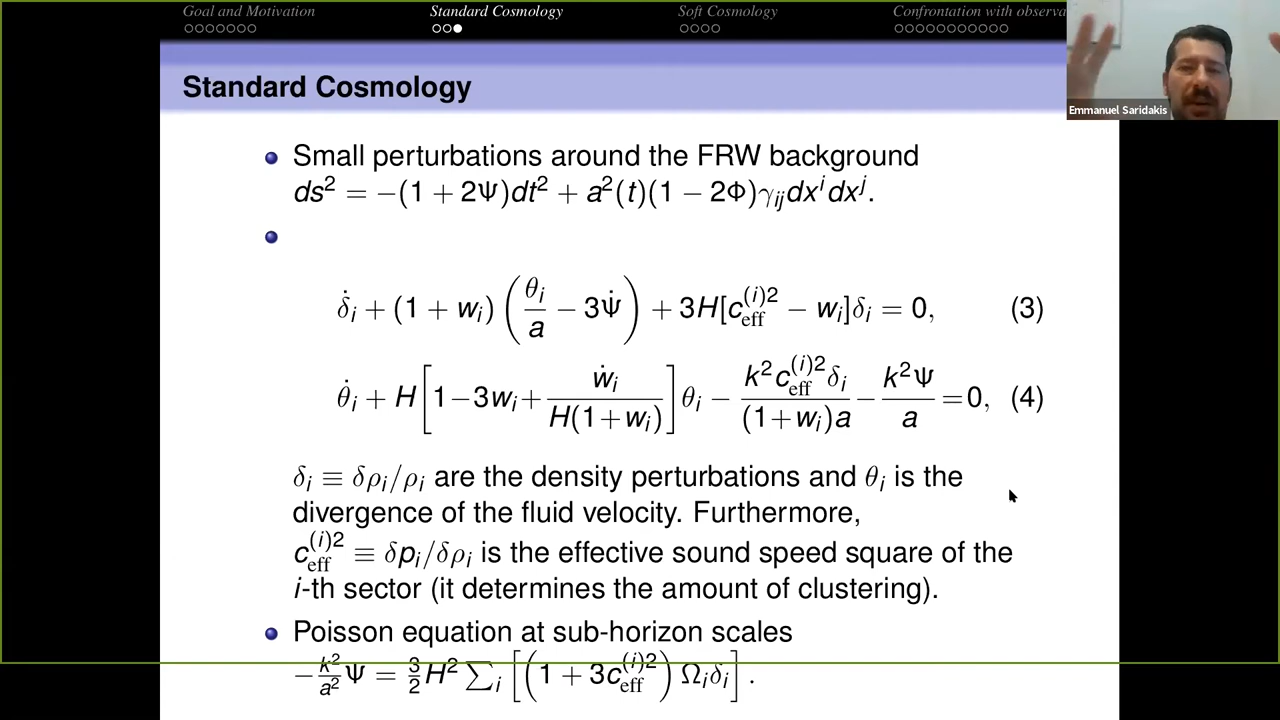 Goal and Motivation Standard Cosmology Soft Cosmology Confrontation with observa
Emmanuel Saridakis
Standard Cosmology
Small perturbations around the FRW background
ds² = −(1 + 2Ψ)dt² + a²(t)(1 − 2Φ)γ_ij dx^i dx^j.
δ̇_i + (1 + w_i) (θ_i/a − 3Ψ̇) + 3H[c_eff^(i)2 − w_i]δ_i = 0, (3)
θ̇_i + H[1−3w_i + ẇ_i/(H(1+w_i))]θ_i − k²c_eff^(i)2 δ_i/((1+w_i)a) − k²Ψ/a = 0, (4)
δ_i ≡ δρ_i/ρ_i are the density perturbations and θ_i is the
divergence of the fluid velocity. Furthermore,
c_eff^(i)2 ≡ δp_i/δρ_i is the effective sound speed square of the
i-th sector (it determines the amount of clustering).
Poisson equation at sub-horizon scales
−k²/a² Ψ = 3/2 H² ∑_i [(1 + 3c_eff^(i)2) Ω_i δ_i].